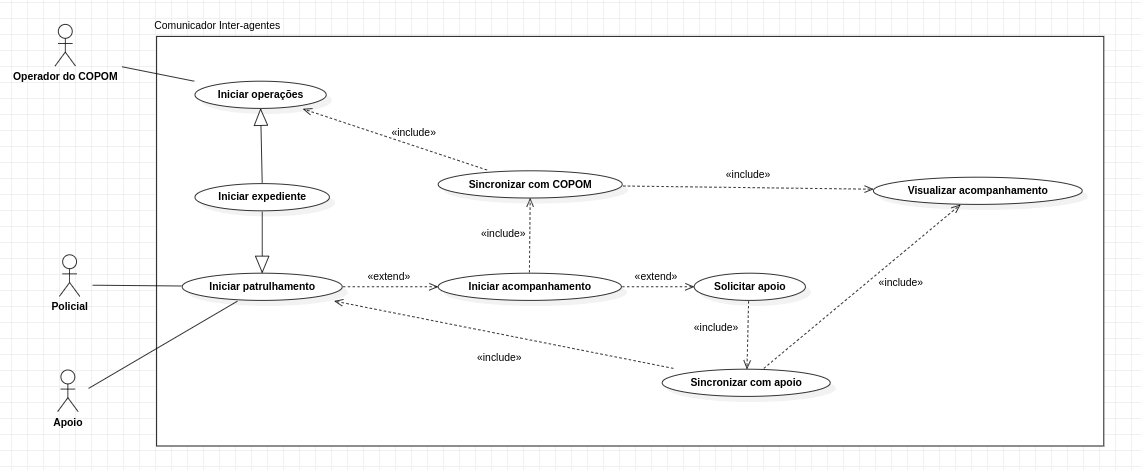 Comunicador Inter-agentes
Operador do COPOM
Iniciar operações
«include»
Sincronizar com COPOM
«include»
Visualizar acompanhamento
Iniciar expediente
«include»
Policial
Iniciar patrulhamento
«extend»
Iniciar acompanhamento
«extend»
Solicitar apoio
«include»
«include»
«include»
Sincronizar com apoio
Apoio